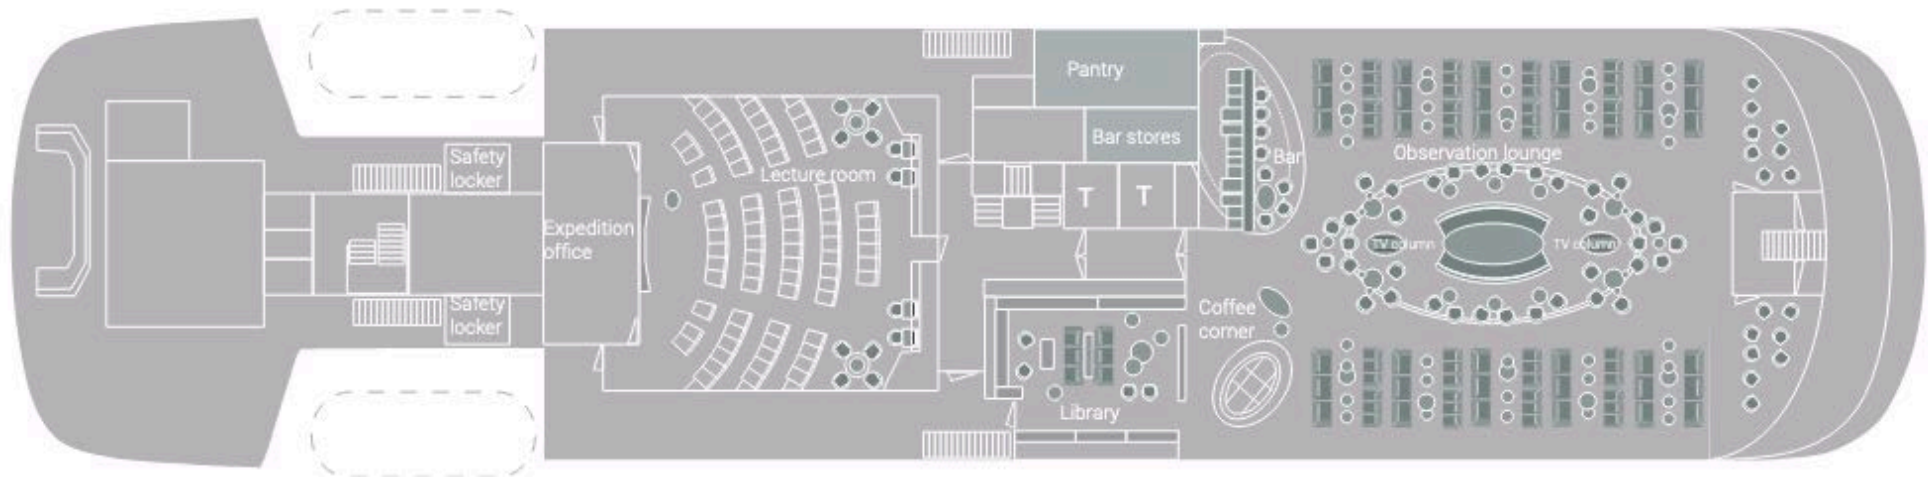 Pantry
Bar stores
Bar
Observation lounge
Safety
locker
Lecture room
T
T
Expedition
office
TV column
TV column
Safety
locker
Coffee
corner
Library